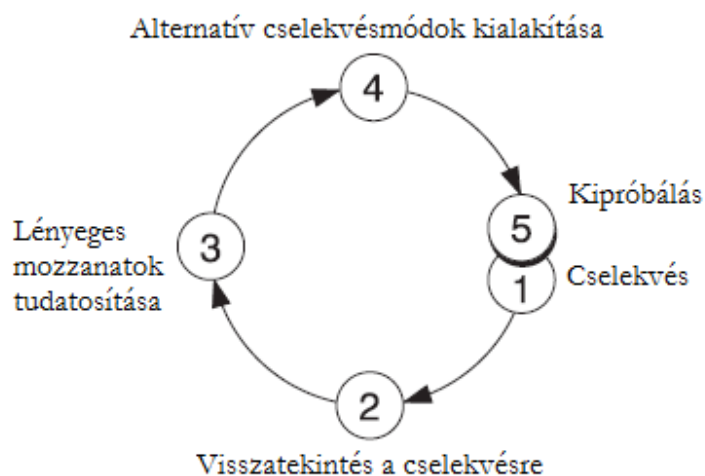 Alternatív cselekvésmódok kialakítása
4
Kipróbálás
5
Lényeges
mozzanatok
tudatosítása
3
Cselekvés
1
2
Visszatekintés a cselekvésre